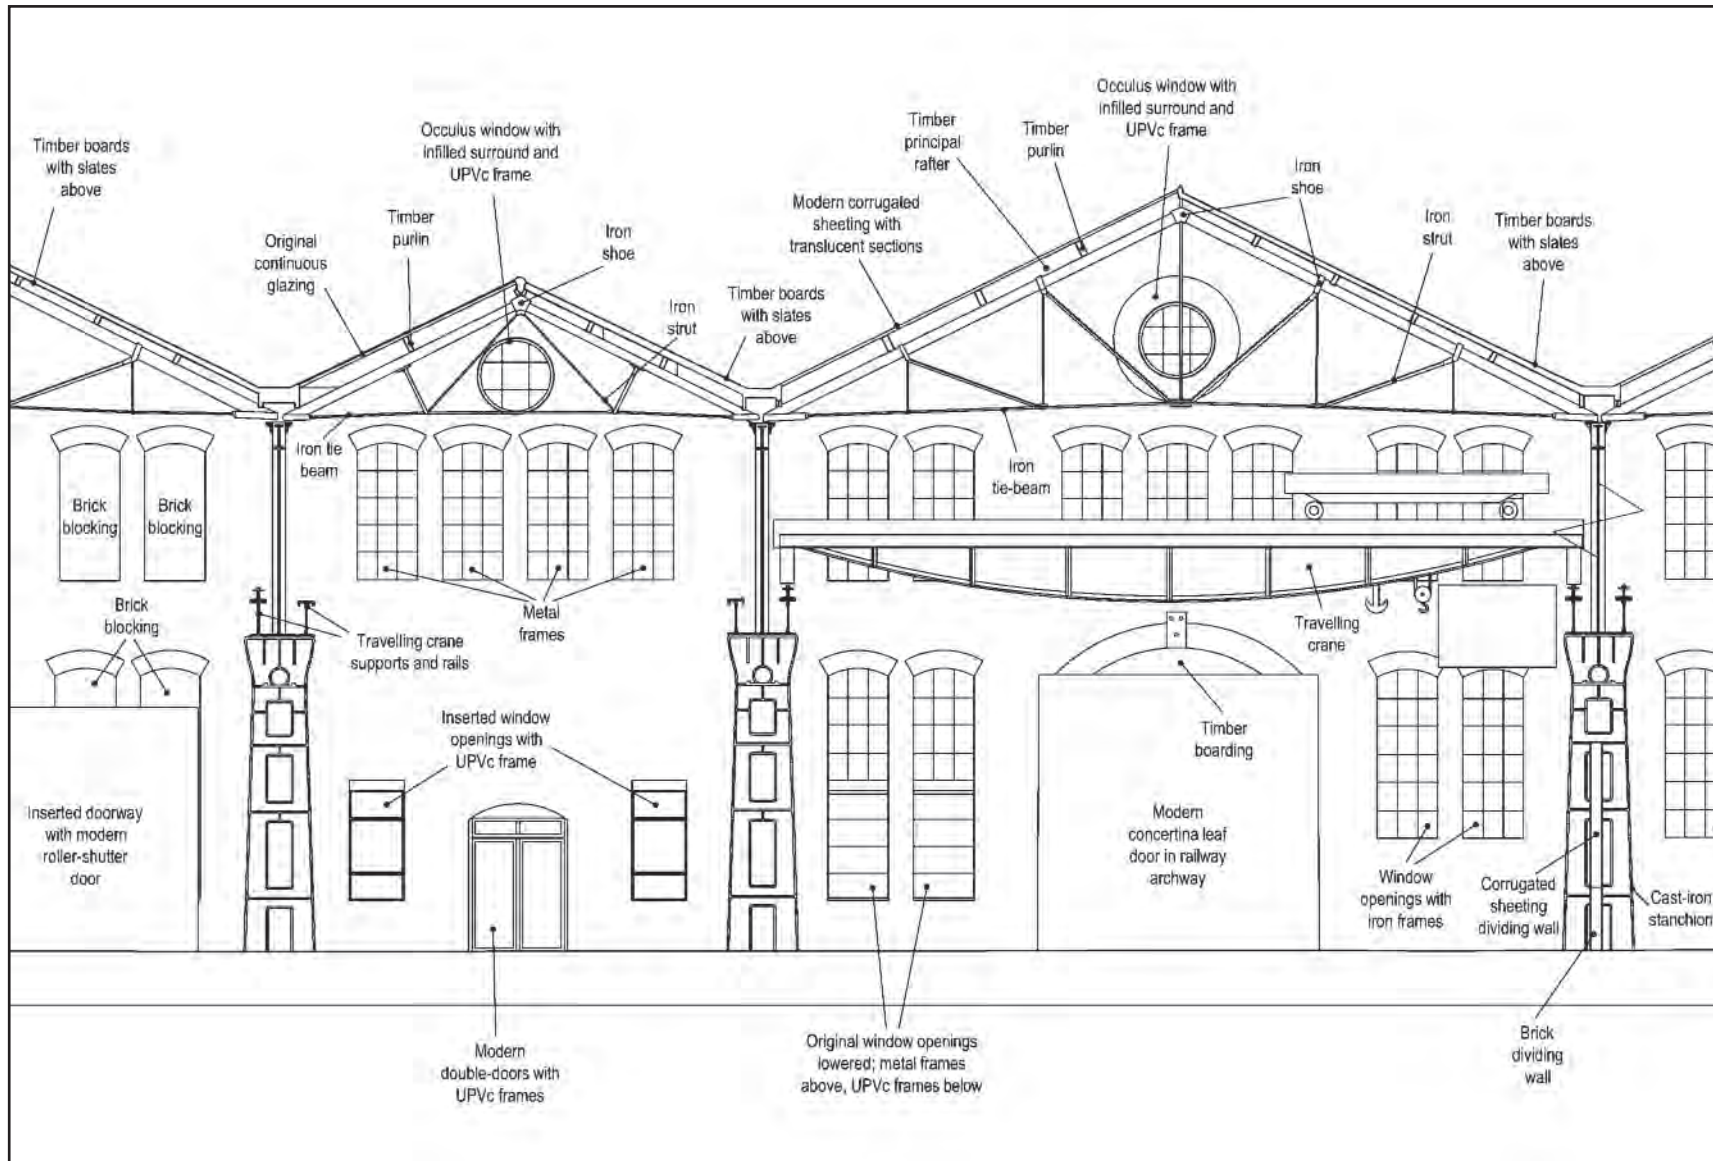 Timber boards
with slates
above
Original
continuous
glazing
Timber
purlin
Occulus window with
infilled surround and
UPVc frame
Iron
shoe
Iron
strut
Timber boards
with slates
above
Modern corrugated
sheeting with
translucent sections
Timber
principal
rafter
Timber
purlin
Occulus window with
infilled surround and
UPVc frame
Iron
shoe
Iron
strut
Timber boards
with slates
above
Iron tie
beam
Iron
tie-beam
Brick
blocking
Brick
blocking
Brick
blocking
Travelling crane
supports and rails
Metal
frames
Travelling
crane
Inserted window
openings with
UPVc frame
Timber
boarding
Inserted doorway
with modern
roller-shutter
door
Modern
concertina leaf
door in railway
archway
Window
openings with
iron frames
Corrugated
sheeting
dividing wall
Cast-iron
stanchion
Modern
double-doors with
UPVc frames
Original window openings
lowered; metal frames
above, UPVc frames below
Brick
dividing
wall